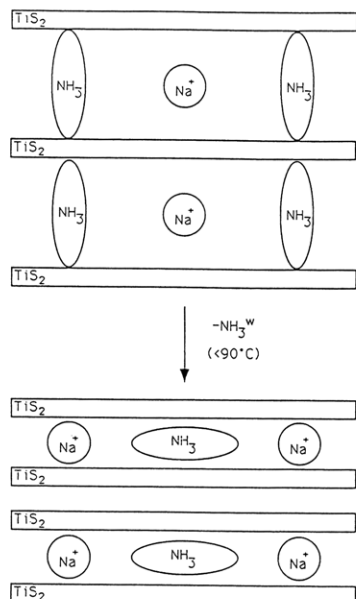 TiS₂
NH₃ Na⁺ NH₃
TiS₂
NH₃ Na⁺ NH₃
TiS₂
-NH₃ʷ
(<90°C)
TiS₂
Na⁺ NH₃ Na⁺
TiS₂
TiS₂
Na⁺ NH₃ Na⁺
TiS₂